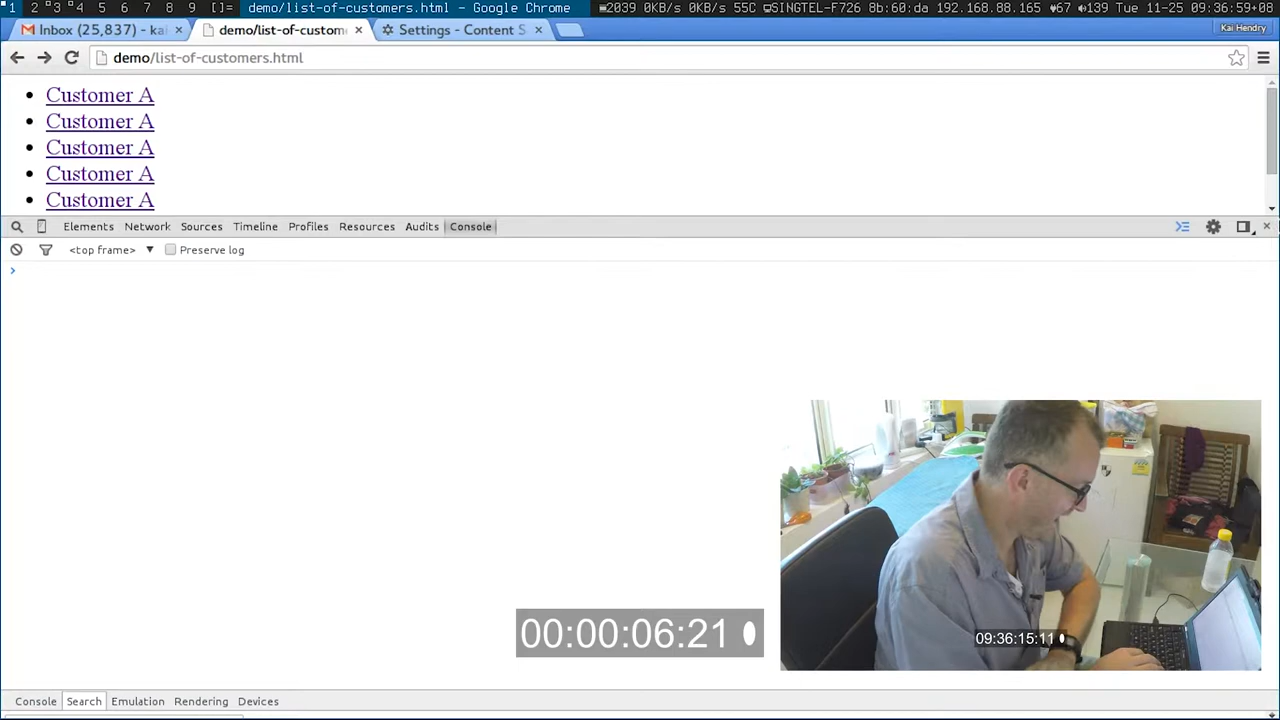 1 2 3 4 5 6 7 8 9 []= demo/list-of-customers.html - Google Chrome 2039 0KB/s 0KB/s 55C SINGTEL-F726 8b:60:da 192.168.88.165 ♥67 139 Tue 11-25 09:36:59+08
Inbox (25,837) - kai × demo/list-of-custom × Settings - Content S × Kai Hendry
demo/list-of-customers.html
• Customer A
• Customer A
• Customer A
• Customer A
• Customer A
Elements Network Sources Timeline Profiles Resources Audits Console
<top frame> ▼ Preserve log
>
00:00:06:21
09:36:15:11
Console Search Emulation Rendering Devices